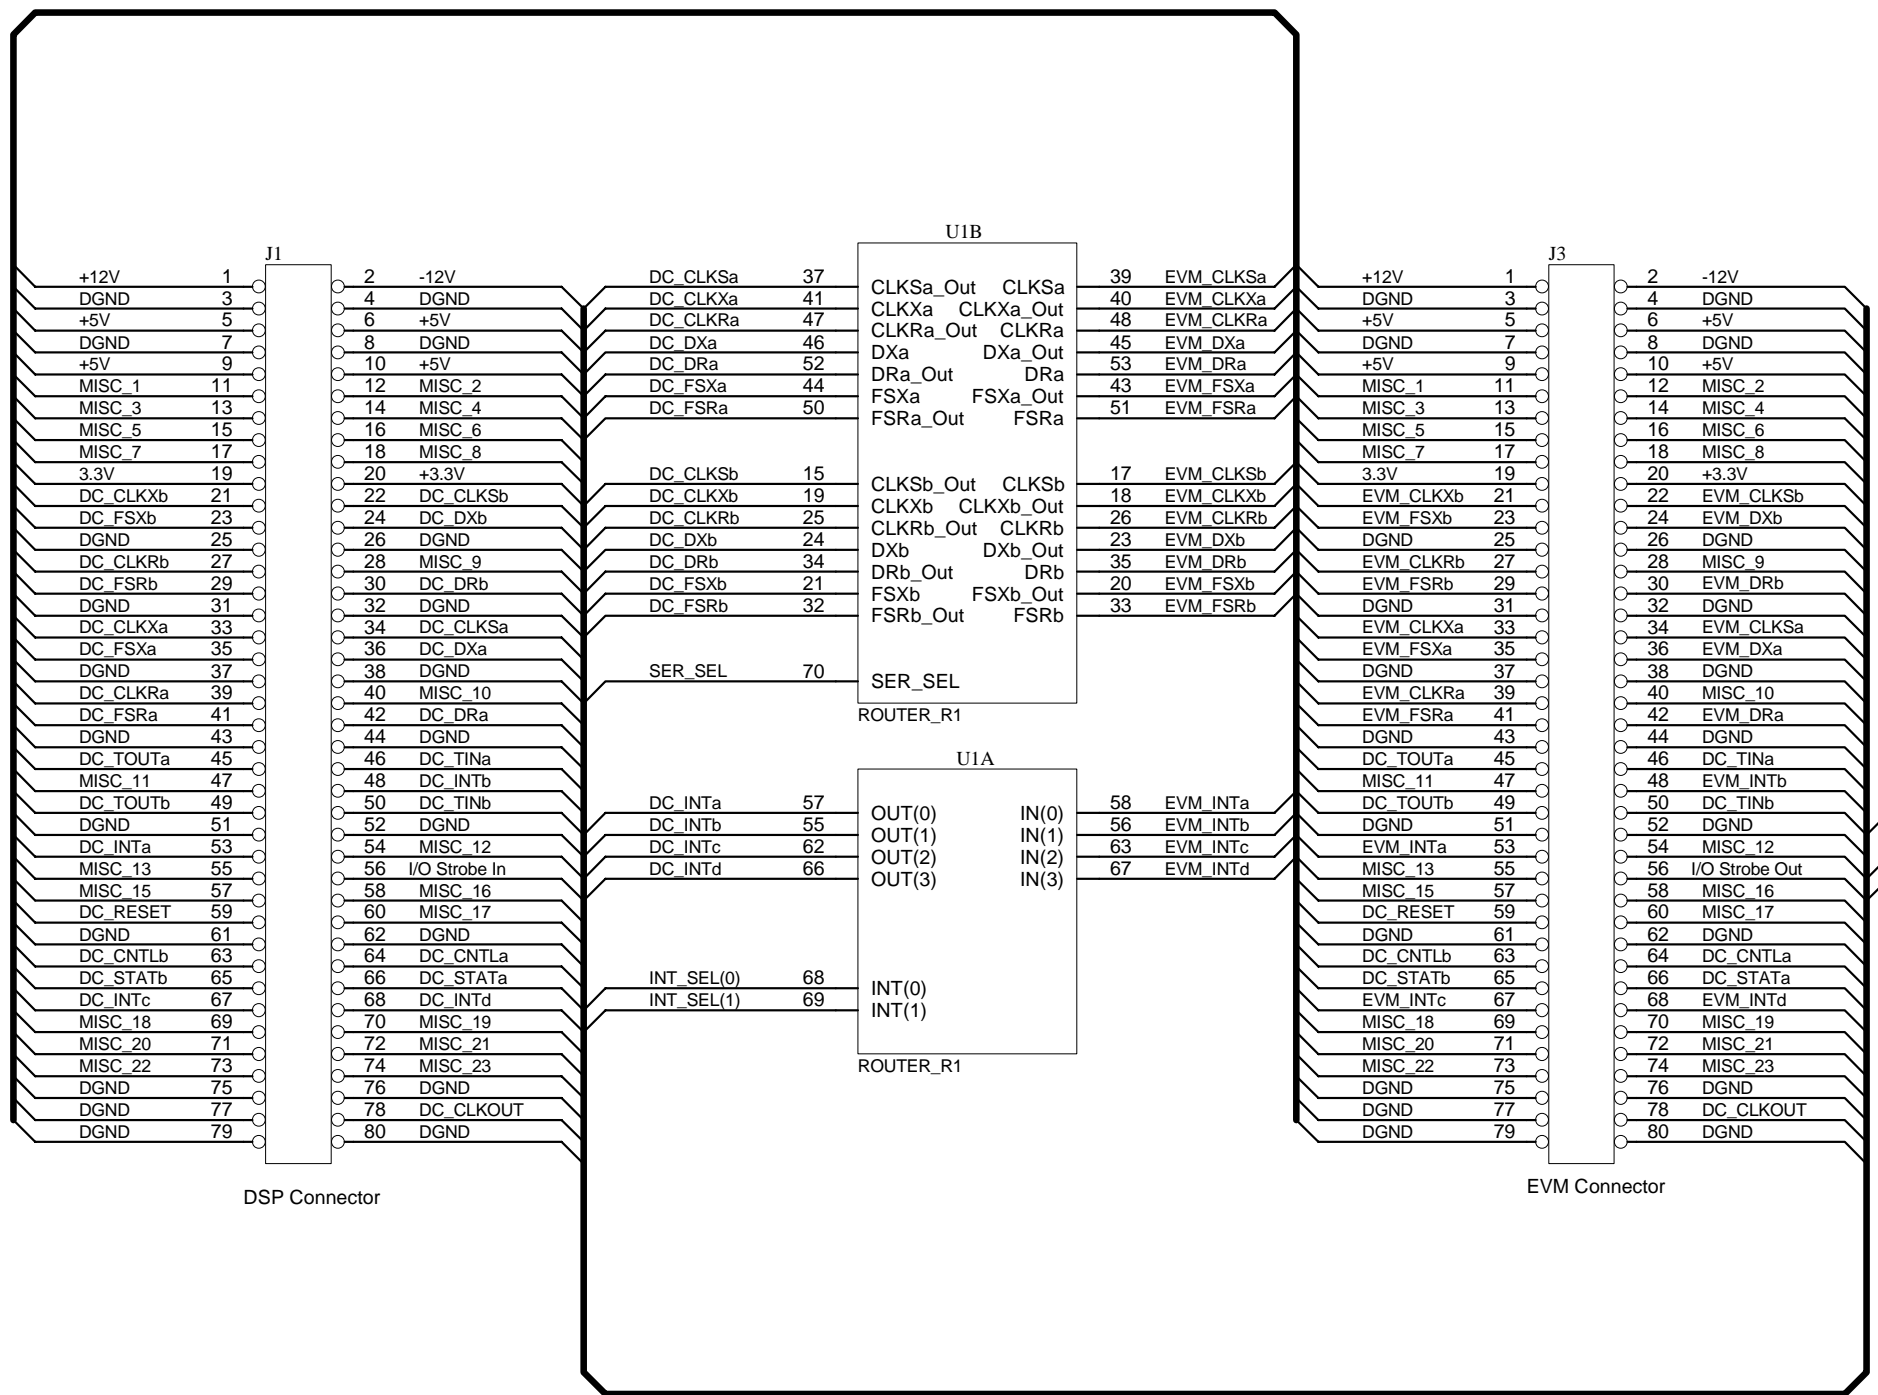 J1
+12V 1 2 -12V
DGND 3 4 DGND
+5V 5 6 +5V
DGND 7 8 DGND
+5V 9 10 +5V
MISC_1 11 12 MISC_2
MISC_3 13 14 MISC_4
MISC_5 15 16 MISC_6
MISC_7 17 18 MISC_8
3.3V 19 20 +3.3V
DC_CLKXb 21 22 DC_CLKSb
DC_FSXb 23 24 DC_DXb
DGND 25 26 DGND
DC_CLKRb 27 28 MISC_9
DC_FSRb 29 30 DC_DRb
DGND 31 32 DGND
DC_CLKXa 33 34 DC_CLKSa
DC_FSXa 35 36 DC_DXa
DGND 37 38 DGND
DC_CLKRa 39 40 MISC_10
DC_FSRa 41 42 DC_DRa
DGND 43 44 DGND
DC_TOUTa 45 46 DC_TINa
MISC_11 47 48 DC_INTb
DC_TOUTb 49 50 DC_TINb
DGND 51 52 DGND
DC_INTa 53 54 MISC_12
MISC_13 55 56 I/O Strobe In
MISC_15 57 58 MISC_16
DC_RESET 59 60 MISC_17
DGND 61 62 DGND
DC_CNTLb 63 64 DC_CNTLa
DC_STATb 65 66 DC_STATa
DC_INTc 67 68 DC_INTd
MISC_18 69 70 MISC_19
MISC_20 71 72 MISC_21
MISC_22 73 74 MISC_23
DGND 75 76 DGND
DGND 77 78 DC_CLKOUT
DGND 79 80 DGND
DSP Connector
U1B
DC_CLKSa 37 CLKSa_Out CLKSa 39 EVM_CLKSa
DC_CLKXa 41 CLKXa CLKXa_Out 40 EVM_CLKXa
DC_CLKRa 47 CLKRa_Out CLKRa 48 EVM_CLKRa
DC_DXa 46 DXa DXa_Out 45 EVM_DXa
DC_DRa 52 DRa_Out DRa 53 EVM_DRa
DC_FSXa 44 FSXa FSXa_Out 43 EVM_FSXa
DC_FSRa 50 FSRa_Out FSRa 51 EVM_FSRa
DC_CLKSb 15 CLKSb_Out CLKSb 17 EVM_CLKSb
DC_CLKXb 19 CLKXb CLKXb_Out 18 EVM_CLKXb
DC_CLKRb 25 CLKRb_Out CLKRb 26 EVM_CLKRb
DC_DXb 24 DXb DXb_Out 23 EVM_DXb
DC_DRb 34 DRb_Out DRb 35 EVM_DRb
DC_FSXb 21 FSXb FSXb_Out 20 EVM_FSXb
DC_FSRb 32 FSRb_Out FSRb 33 EVM_FSRb
SER_SEL 70 SER_SEL
ROUTER_R1
U1A
DC_INTa 57 OUT(0) IN(0) 58 EVM_INTa
DC_INTb 55 OUT(1) IN(1) 56 EVM_INTb
DC_INTc 62 OUT(2) IN(2) 63 EVM_INTc
DC_INTd 66 OUT(3) IN(3) 67 EVM_INTd
INT_SEL(0) 68 INT(0)
INT_SEL(1) 69 INT(1)
ROUTER_R1
J3
+12V 1 2 -12V
DGND 3 4 DGND
+5V 5 6 +5V
DGND 7 8 DGND
+5V 9 10 +5V
MISC_1 11 12 MISC_2
MISC_3 13 14 MISC_4
MISC_5 15 16 MISC_6
MISC_7 17 18 MISC_8
3.3V 19 20 +3.3V
EVM_CLKXb 21 22 EVM_CLKSb
EVM_FSXb 23 24 EVM_DXb
DGND 25 26 DGND
EVM_CLKRb 27 28 MISC_9
EVM_FSRb 29 30 EVM_DRb
DGND 31 32 DGND
EVM_CLKXa 33 34 EVM_CLKSa
EVM_FSXa 35 36 EVM_DXa
DGND 37 38 DGND
EVM_CLKRa 39 40 MISC_10
EVM_FSRa 41 42 EVM_DRa
DGND 43 44 DGND
DC_TOUTa 45 46 DC_TINa
MISC_11 47 48 EVM_INTb
DC_TOUTb 49 50 DC_TINb
DGND 51 52 DGND
EVM_INTa 53 54 MISC_12
MISC_13 55 56 I/O Strobe Out
MISC_15 57 58 MISC_16
DC_RESET 59 60 MISC_17
DGND 61 62 DGND
DC_CNTLb 63 64 DC_CNTLa
DC_STATb 65 66 DC_STATa
EVM_INTc 67 68 EVM_INTd
MISC_18 69 70 MISC_19
MISC_20 71 72 MISC_21
MISC_22 73 74 MISC_23
DGND 75 76 DGND
DGND 77 78 DC_CLKOUT
DGND 79 80 DGND
EVM Connector